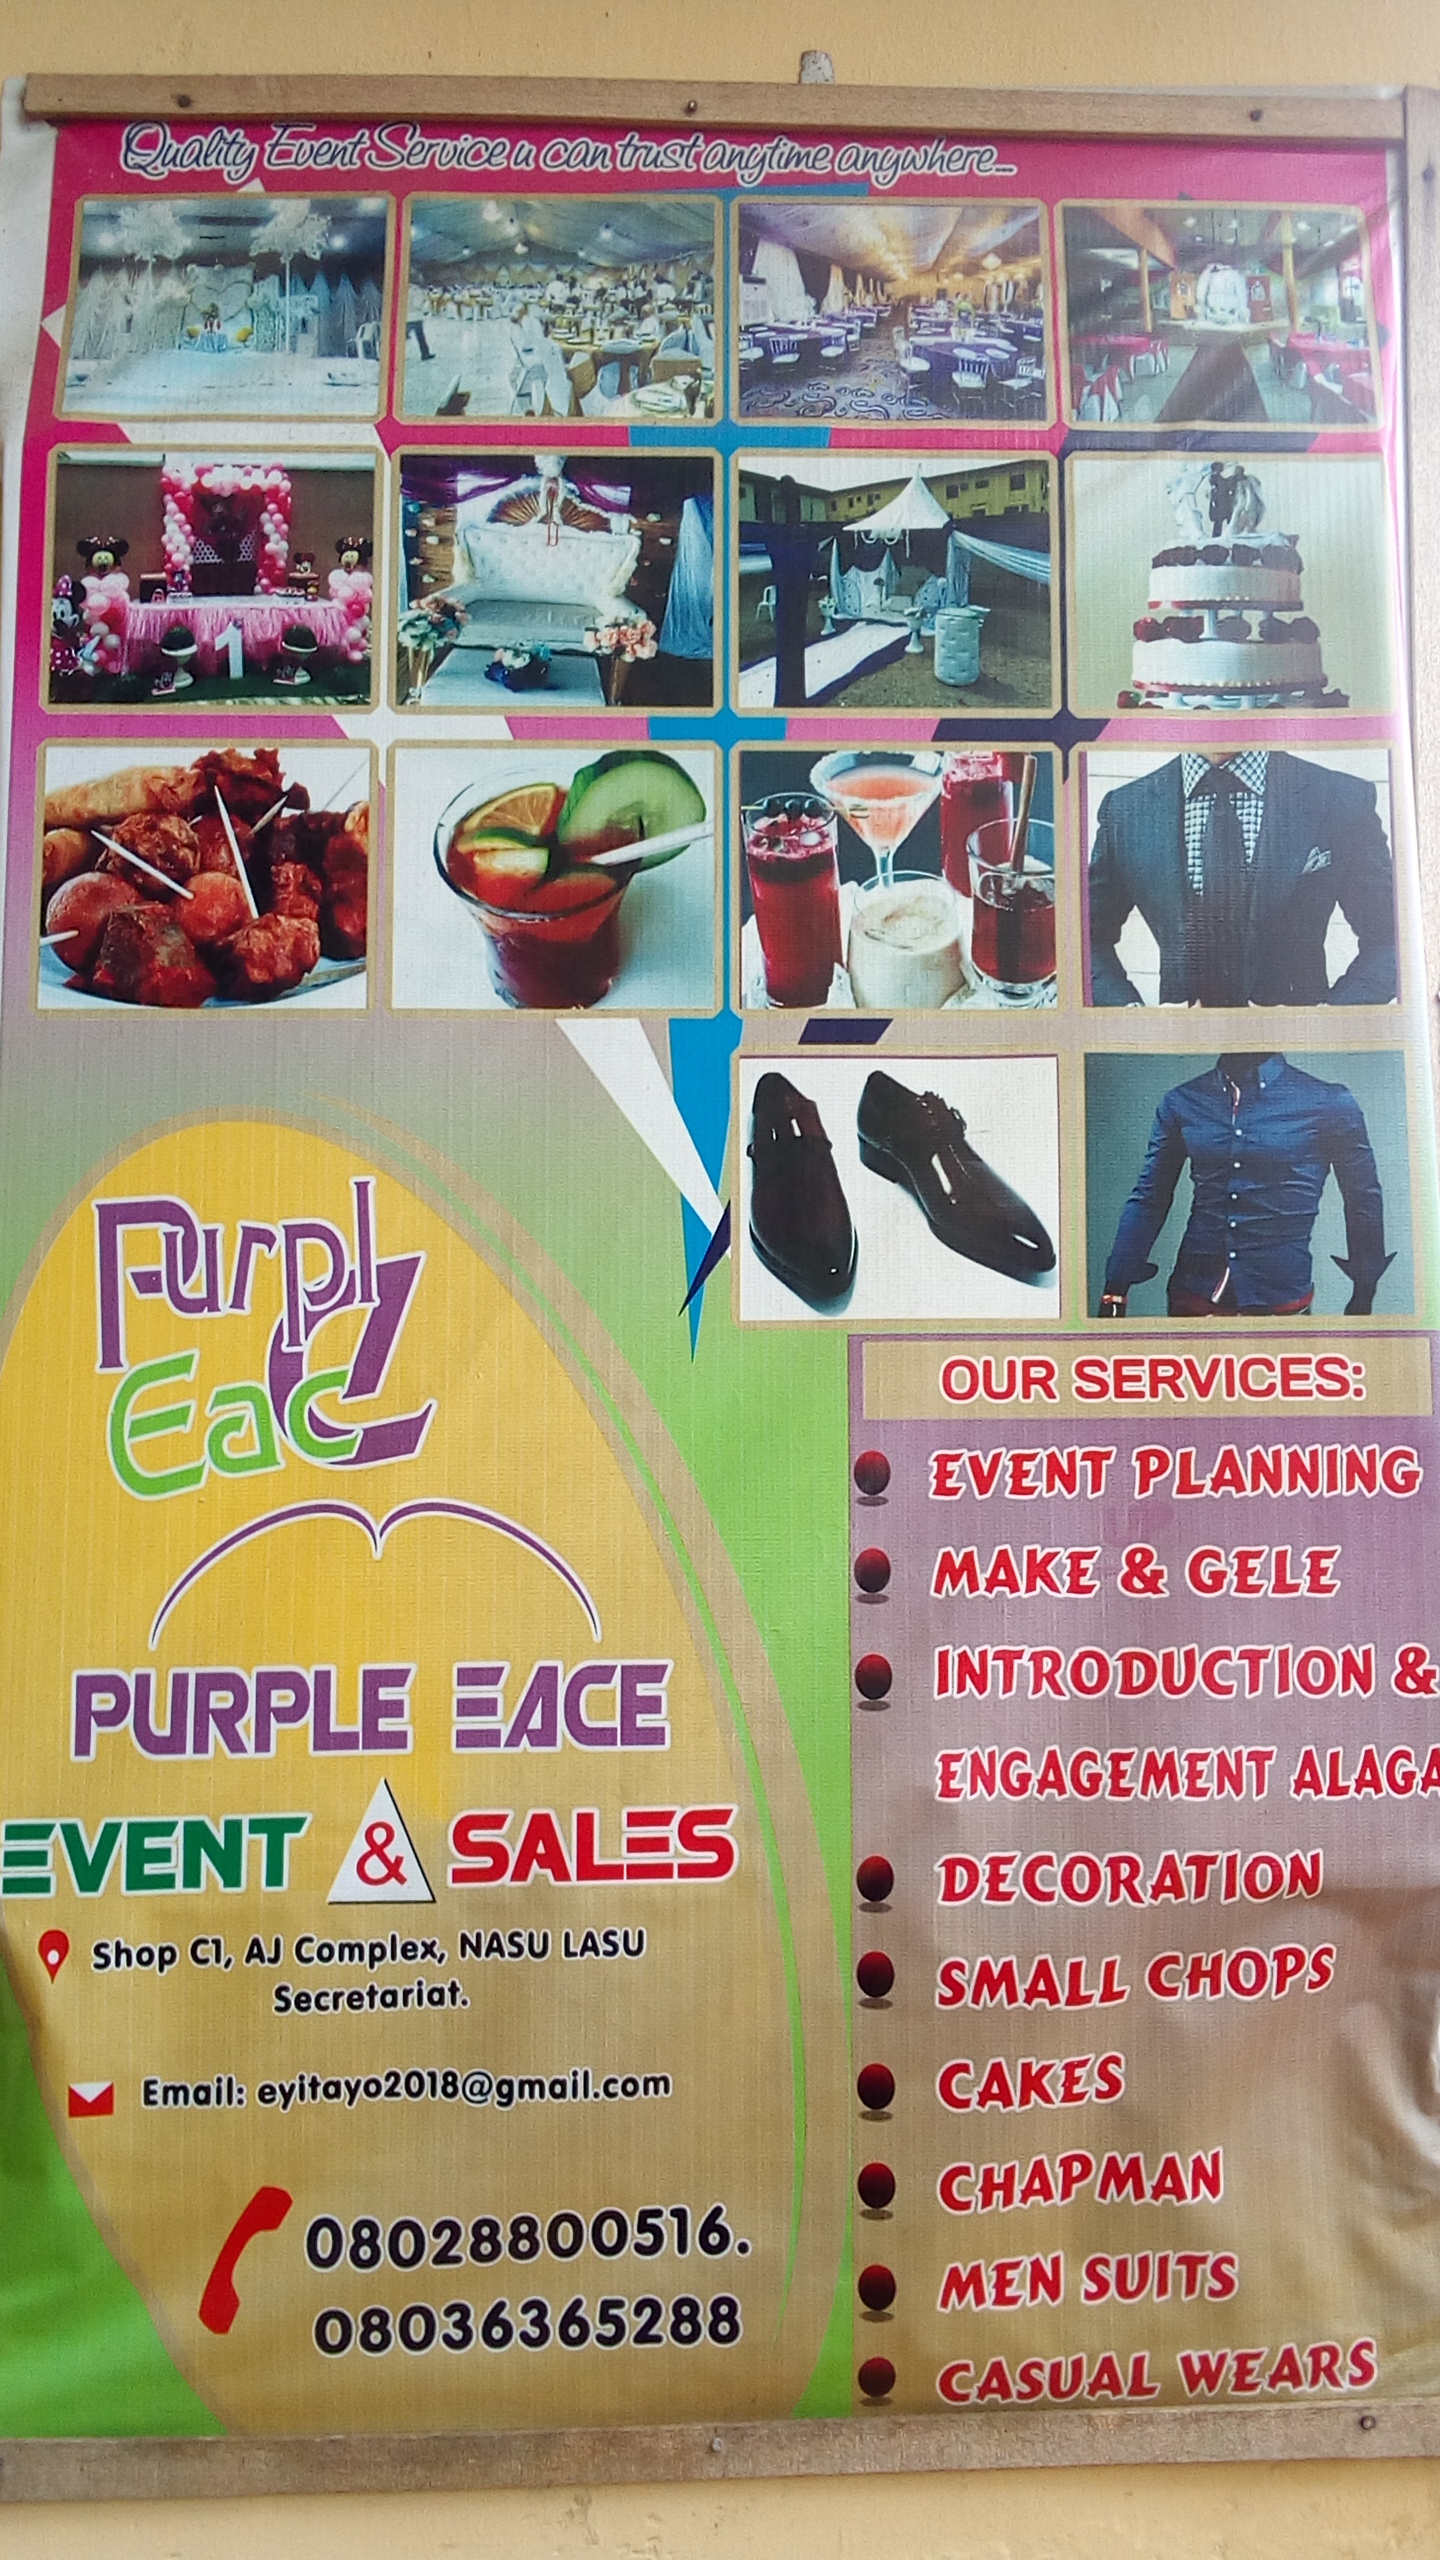 Quality Event Service u can trust anytime anywhere...
1
Purple
Eace
PURPLE EACE
EVENT & SALES
Shop C1, AJ Complex, NASU LASU
Secretariat.
Email: eyitayo2018@gmail.com
08028800516.
08036365288
OUR SERVICES:
EVENT PLANNING
MAKE & GELE
INTRODUCTION &
ENGAGEMENT ALAGA
DECORATION
SMALL CHOPS
CAKES
CHAPMAN
MEN SUITS
CASUAL WEARS